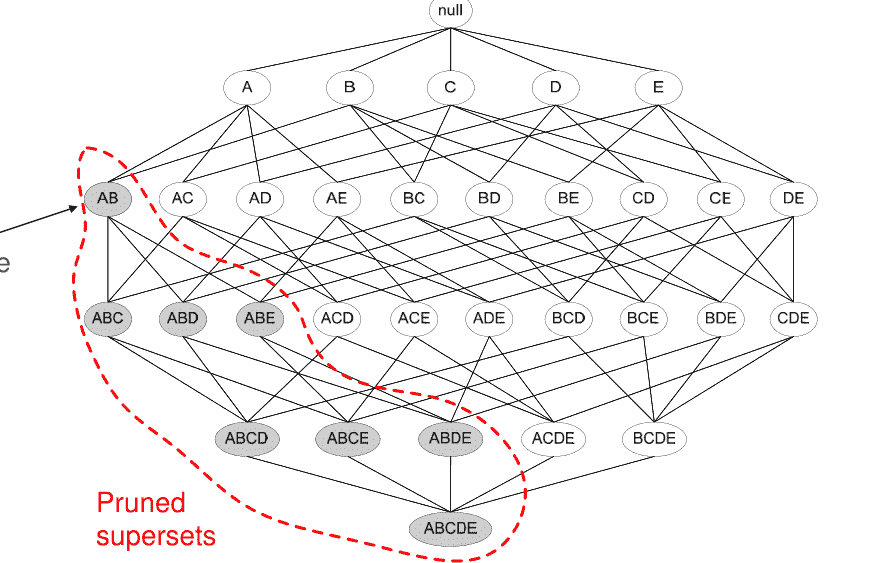 null
A B C D E
AB AC AD AE BC BD BE CD CE DE
e
ABC ABD ABE ACD ACE ADE BCD BCE BDE CDE
ABCD ABCE ABDE ACDE BCDE
Pruned
supersets
ABCDE